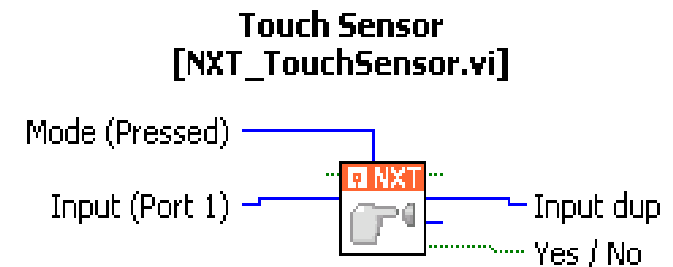 Touch Sensor
[NXT_TouchSensor.vi]
Mode (Pressed)
NXT
Input (Port 1)
Input dup
Yes / No